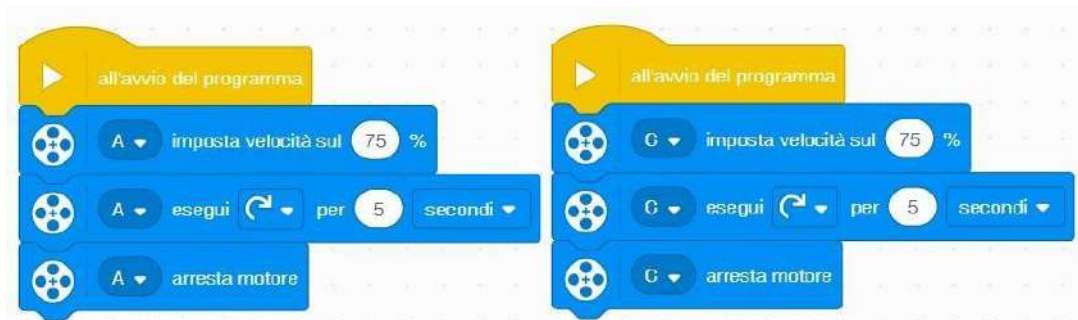 all'avvio del programma
A imposta velocità sul 75 %
A esegui per 5 secondi
A arresta motore
all'avvio del programma
C imposta velocità sul 75 %
C esegui per 5 secondi
C arresta motore